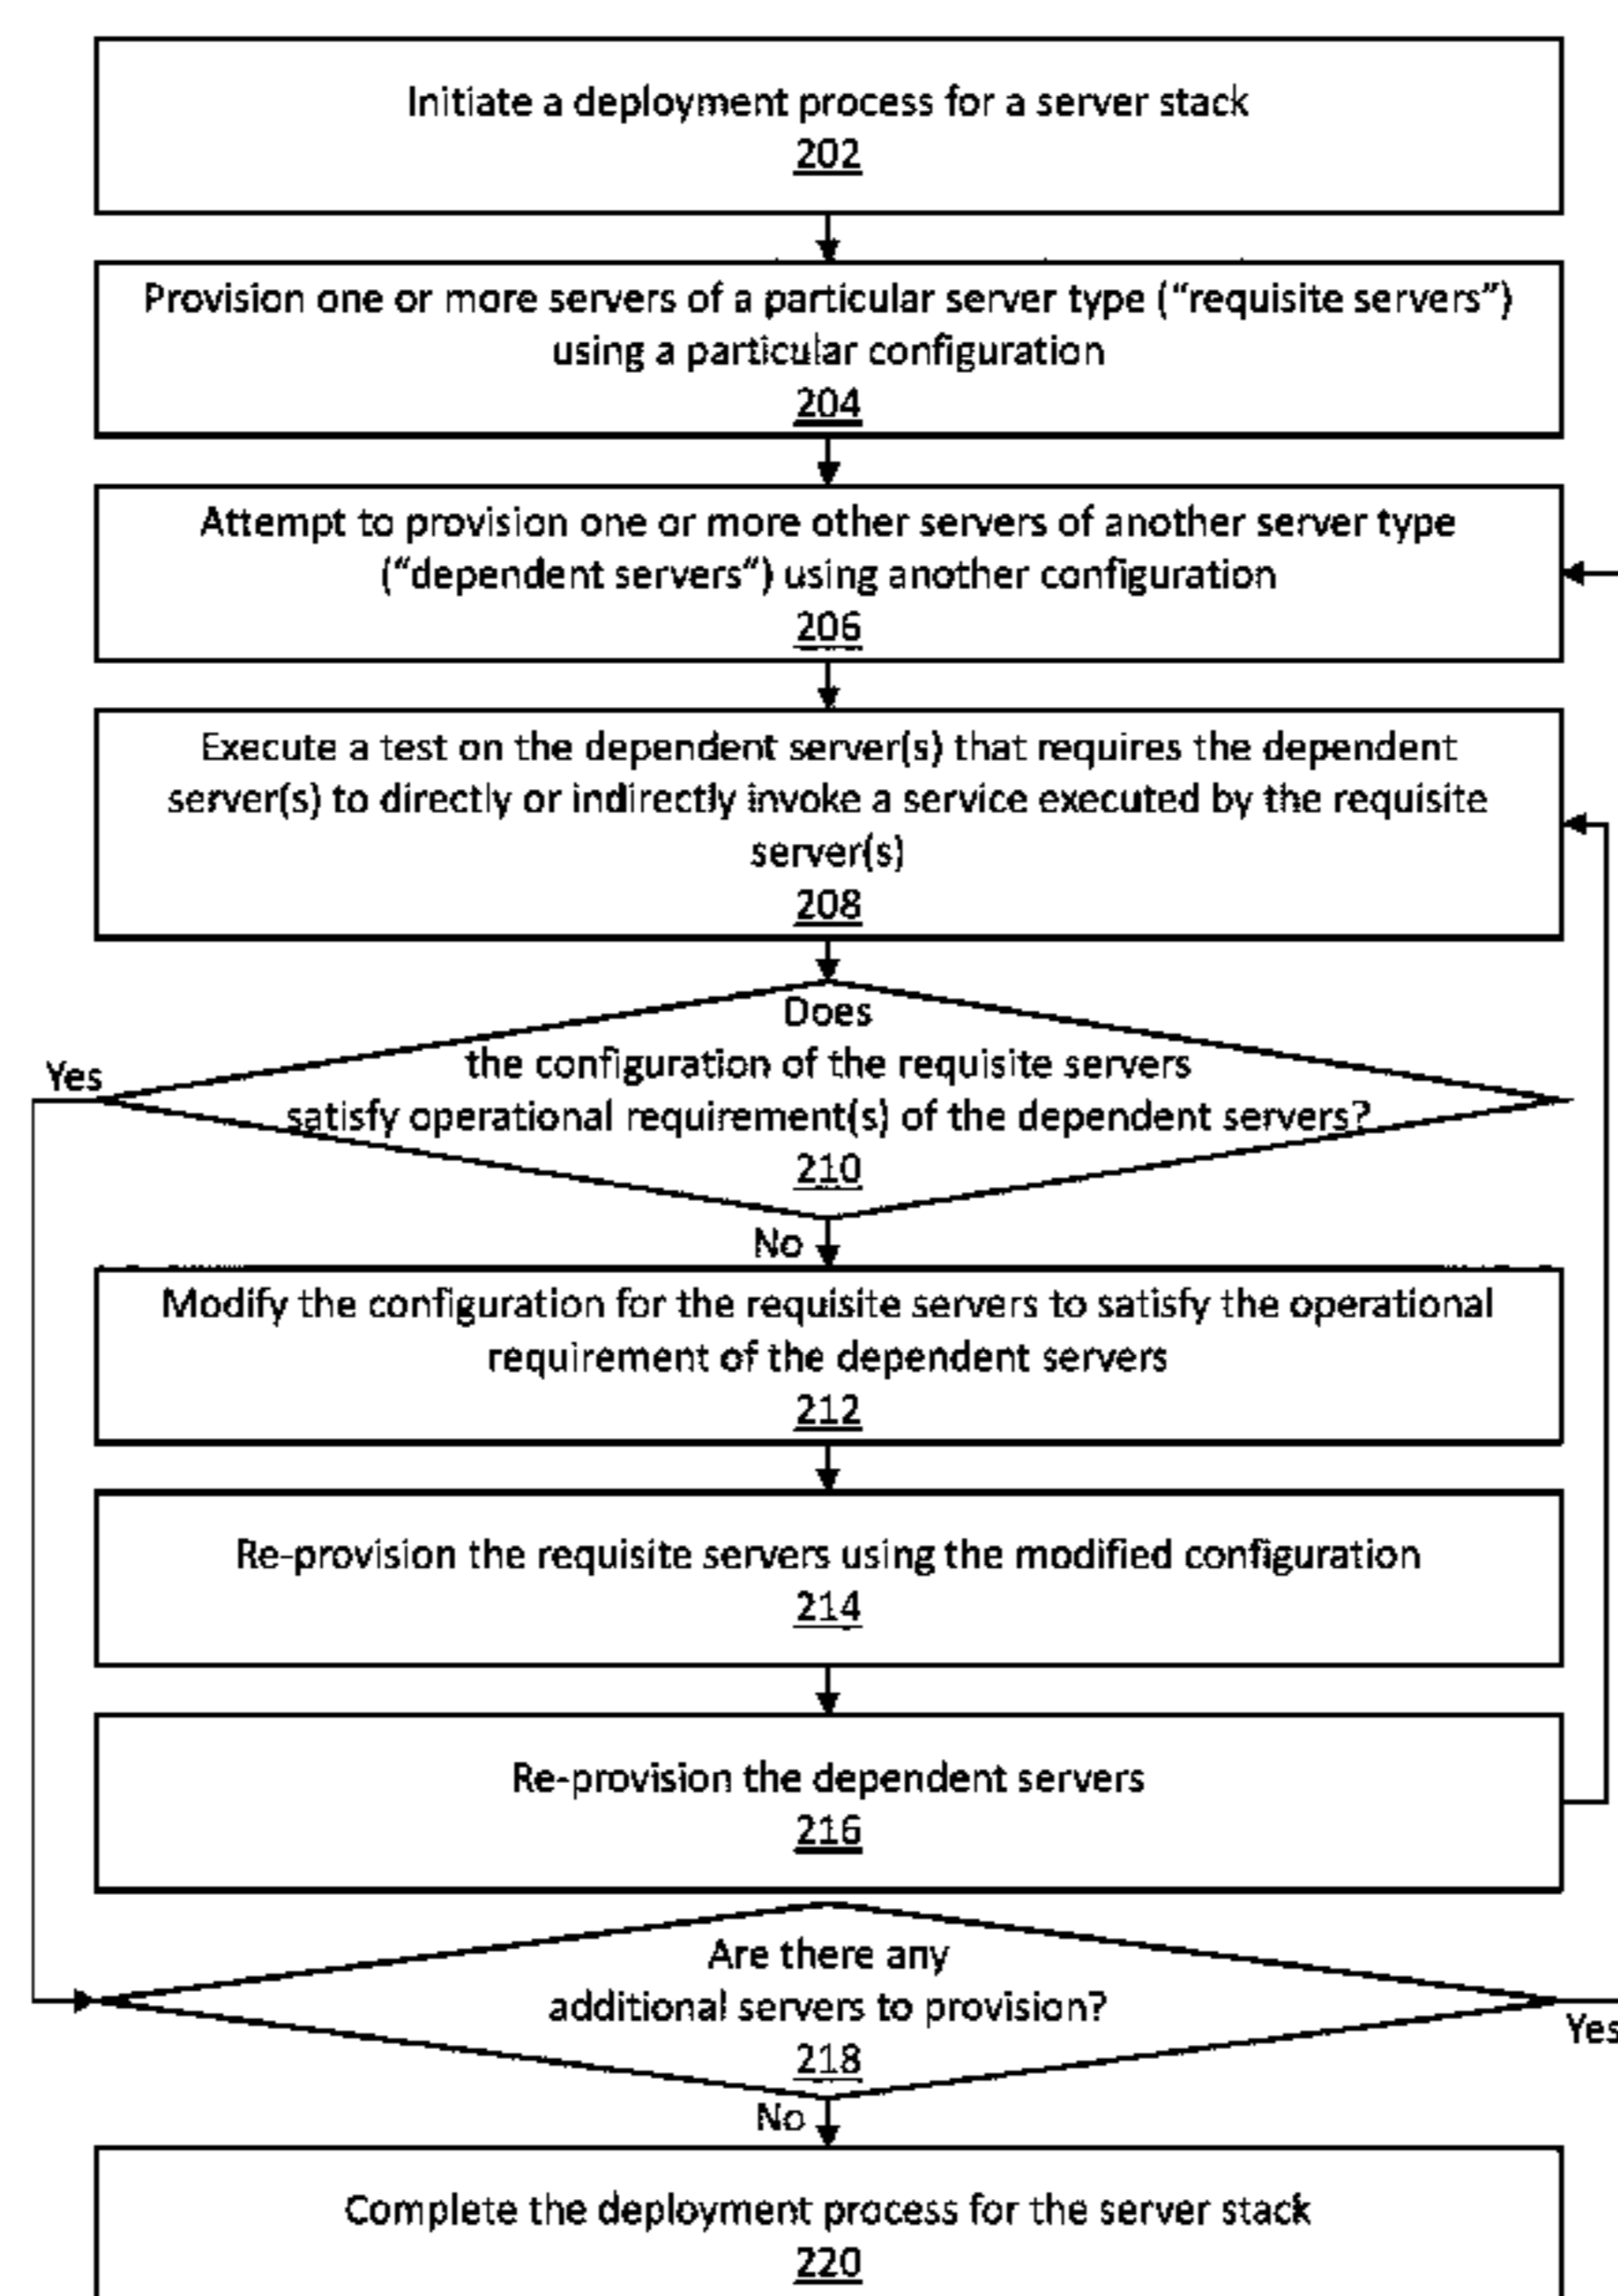 Initiate a deployment process for a server stack
202
Provision one or more servers of a particular server type (“requisite servers”)
using a particular configuration
204
Attempt to provision one or more other servers of another server type
(“dependent servers“) using another configuration
206
Execute a test on the dependent server(s) that requires the dependent
server(s) to directly or indirectly invoke a service executed by the requisite
server(s)
208
Does
the configuration of the requisite servers
satisfy operational requirement(s) of the dependent servers?
210
Yes
No
Modify the configuration for the requisite servers to satisfy the operational
requirement of the dependent servers
212
Re-provision the requisite servers using the modified configuration
214
Re-provision the dependent servers
216
Are there any
additional servers to provision?
218
Yes
No
Complete the deployment process for the server stack
220